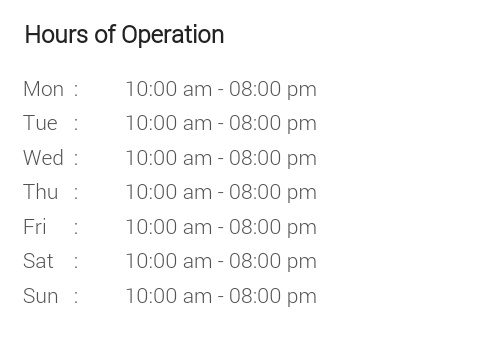 Hours of Operation
Mon : 10:00 am - 08:00 pm
Tue : 10:00 am - 08:00 pm
Wed : 10:00 am - 08:00 pm
Thu : 10:00 am - 08:00 pm
Fri : 10:00 am - 08:00 pm
Sat : 10:00 am - 08:00 pm
Sun : 10:00 am - 08:00 pm